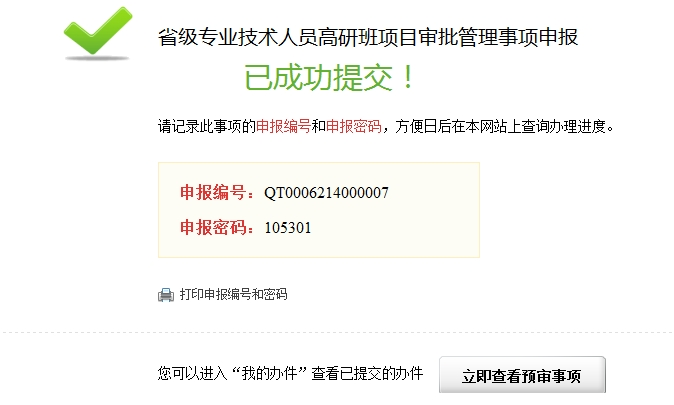 省级专业技术人员高研班项目审批管理事项申报
已成功提交！
请记录此事项的申报编号和申报密码，方便日后在本网站上查询办理进度。
申报编号：QT0006214000007
申报密码：105301
打印申报编号和密码
您可以进入“我的办件”查看已提交的办件 立即查看预审事项